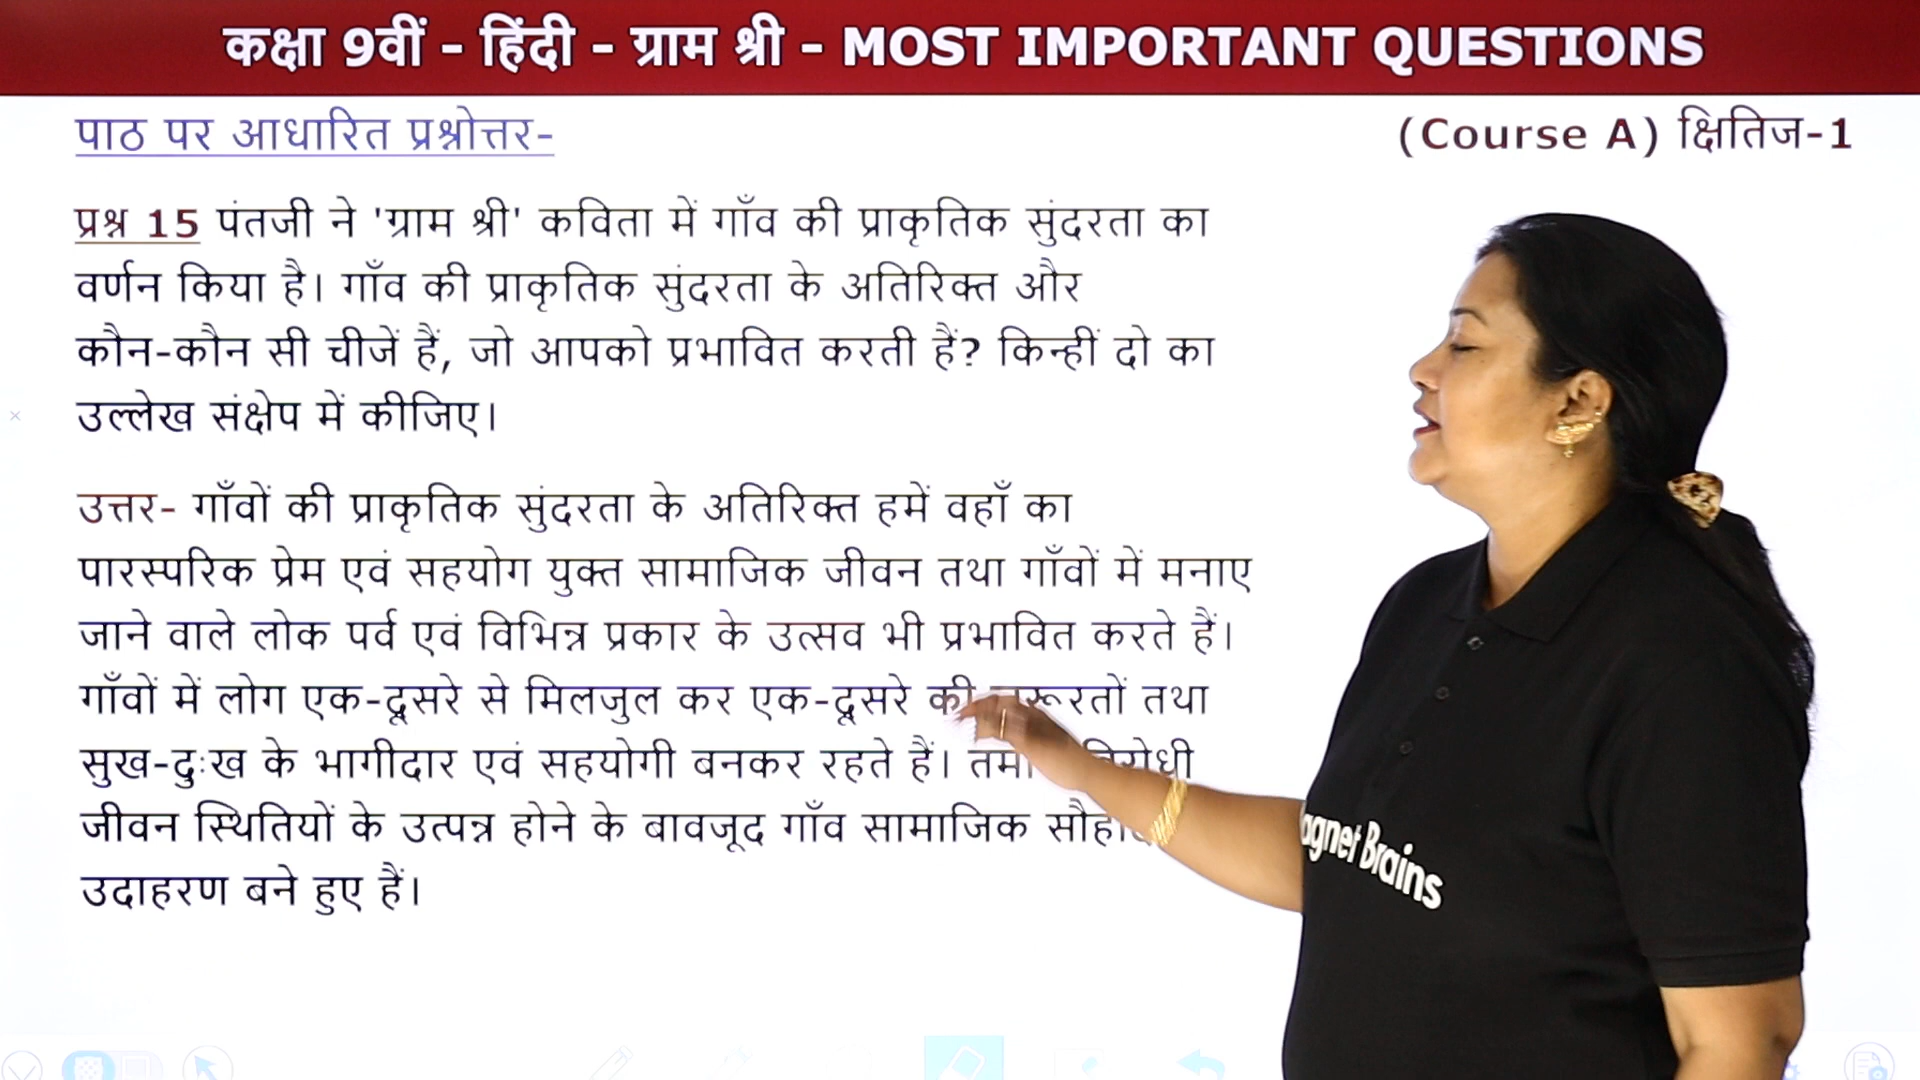 कक्षा 9वीं - हिंदी - ग्राम श्री - MOST IMPORTANT QUESTIONS
पाठ पर आधारित प्रश्नोत्तर-
(Course A) क्षितिज-1
प्रश्न 15 पंतजी ने 'ग्राम श्री' कविता में गाँव की प्राकृतिक सुंदरता का
वर्णन किया है। गाँव की प्राकृतिक सुंदरता के अतिरिक्त और
कौन-कौन सी चीजें हैं, जो आपको प्रभावित करती हैं? किन्हीं दो का
उल्लेख संक्षेप में कीजिए।
उत्तर- गाँवों की प्राकृतिक सुंदरता के अतिरिक्त हमें वहाँ का
पारस्परिक प्रेम एवं सहयोग युक्त सामाजिक जीवन तथा गाँवों में मनाए
जाने वाले लोक पर्व एवं विभिन्न प्रकार के उत्सव भी प्रभावित करते हैं।
गाँवों में लोग एक-दूसरे से मिलजुल कर एक-दूसरे की तथा
सुख-दुःख के भागीदार एवं सहयोगी बनकर रहते हैं।
जीवन स्थितियों के उत्पन्न होने के बावजूद गाँव सामाजिक
उदाहरण बने हुए हैं।
Brains